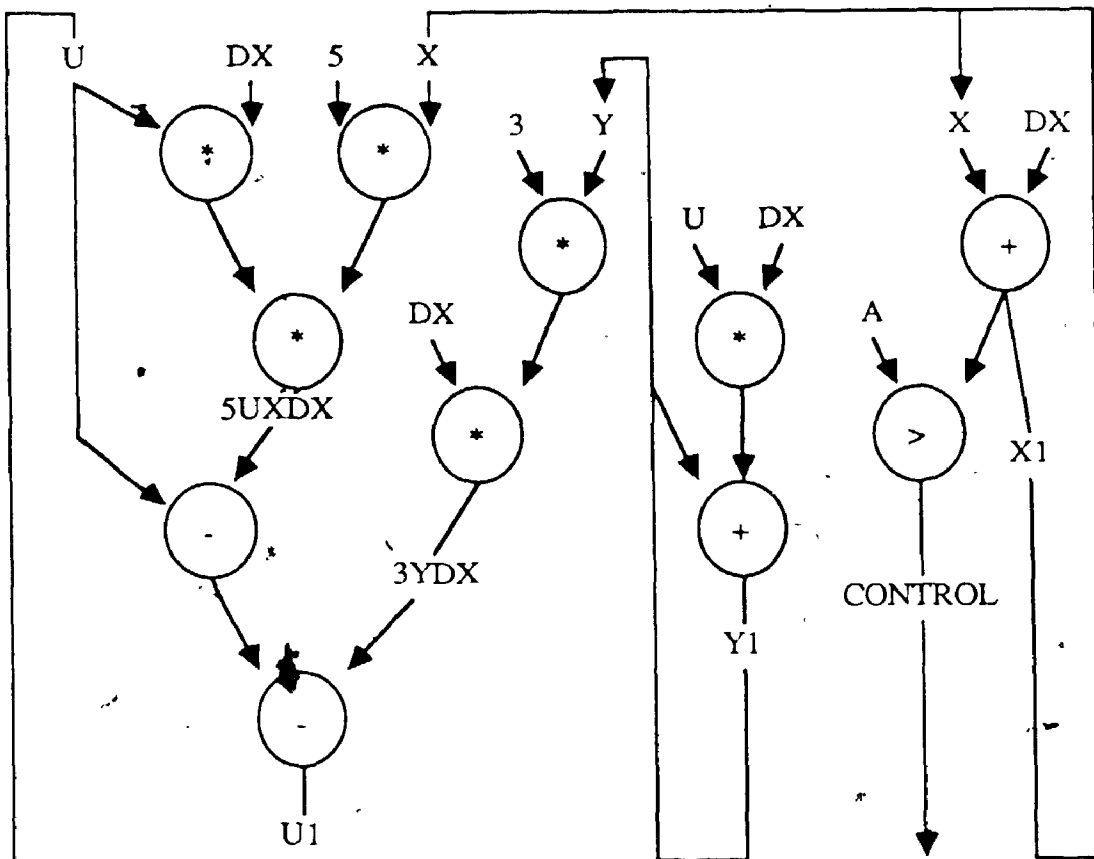 U DX 5 X
3 Y X DX
* *
U DX
* +
DX A
* *
5UXDX
* > X1
- +
3YDX CONTROL
Y1
-
U1